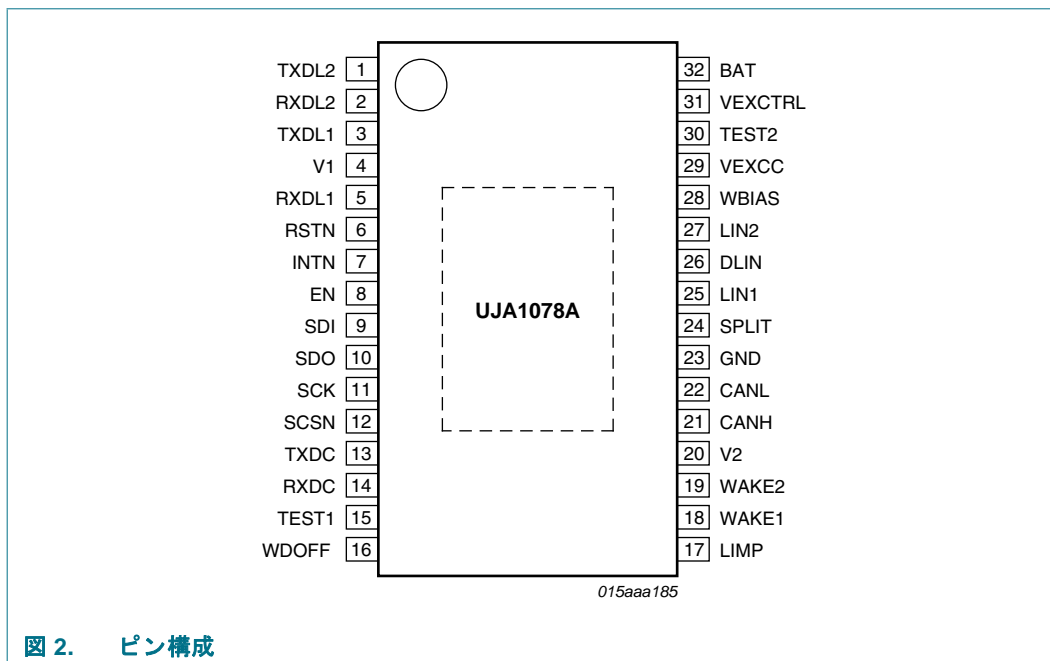 TXDL2 1 32 BAT
RXDL2 2 31 VEXCTRL
TXDL1 3 30 TEST2
V1 4 29 VEXCC
RXDL1 5 28 WBIAS
RSTN 6 27 LIN2
INTN 7 26 DLIN
EN 8 25 LIN1
UJA1078A
SDI 9 24 SPLIT
SDO 10 23 GND
SCK 11 22 CANL
SCSN 12 21 CANH
TXDC 13 20 V2
RXDC 14 19 WAKE2
TEST1 15 18 WAKE1
WDOFF 16 17 LIMP
015aaa185
図 2. ピン構成